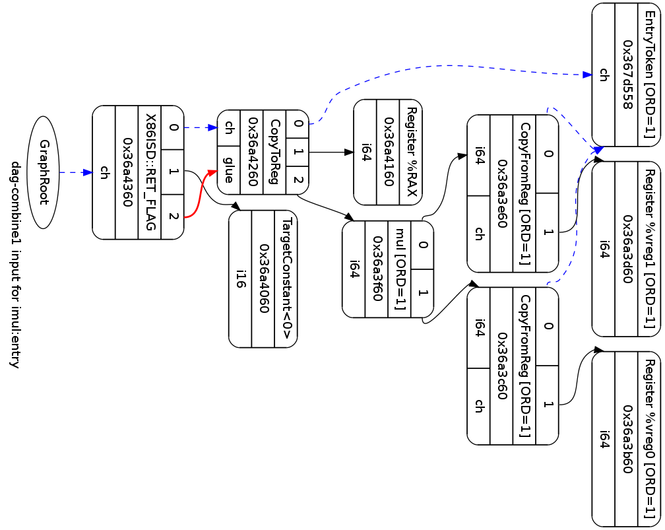 EntryToken [ORD=1]
0x367d558
ch
Register %vreg1 [ORD=1]
0x36a3d60
i64
Register %vreg0 [ORD=1]
0x36a3b60
i64
0
1
CopyFromReg [ORD=1]
0x36a3e60
i64
ch
0
1
CopyFromReg [ORD=1]
0x36a3c60
i64
ch
Register %RAX
0x36a4160
i64
0
1
mul [ORD=1]
0x36a3f60
i64
0
1
2
CopyToReg
0x36a4260
ch
glue
TargetConstant<0>
0x36a4060
i16
0
1
2
X86ISD::RET_FLAG
0x36a4360
ch
GraphRoot
dag-combine1 input for imul:entry